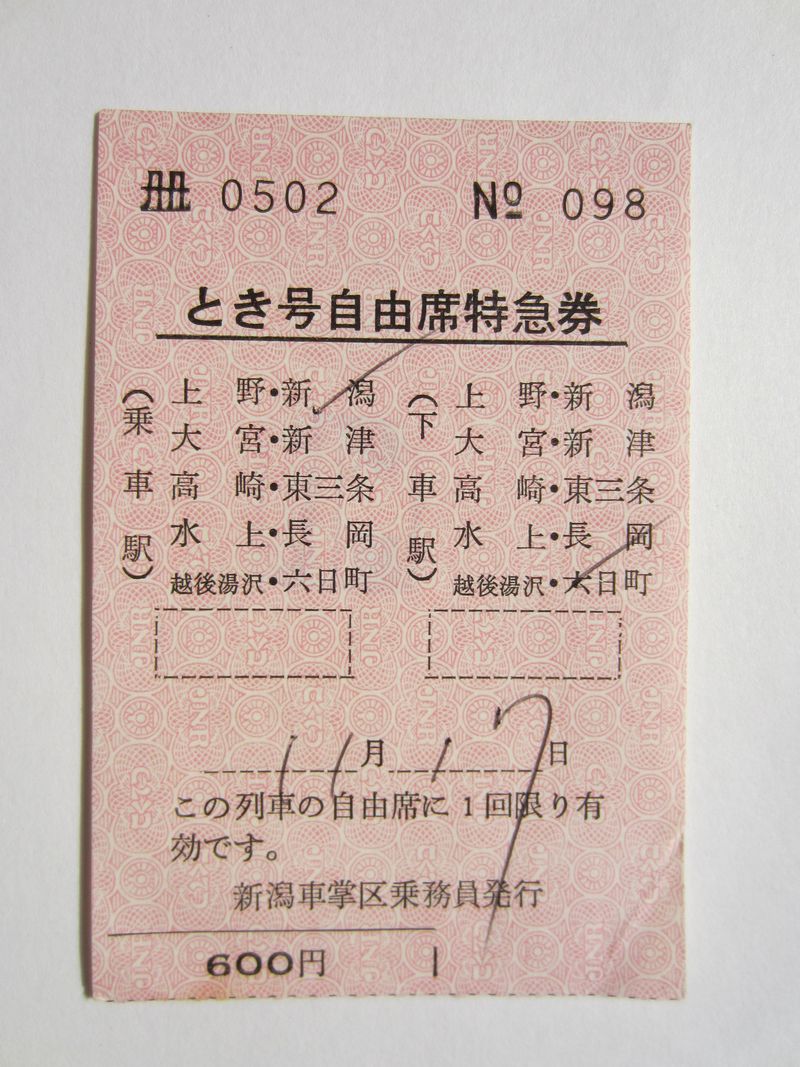 冊 0502 № 098
とき号自由席特急券
(乗車駅) (下車駅)
上野・新潟 上野・新潟
大宮・新津 大宮・新津
高崎・東三条 高崎・東三条
水上・長岡 水上・長岡
越後湯沢・六日町 越後湯沢・六日町
11月17日
この列車の自由席に1回限り有
効です。
新潟車掌区乗務員発行
600円